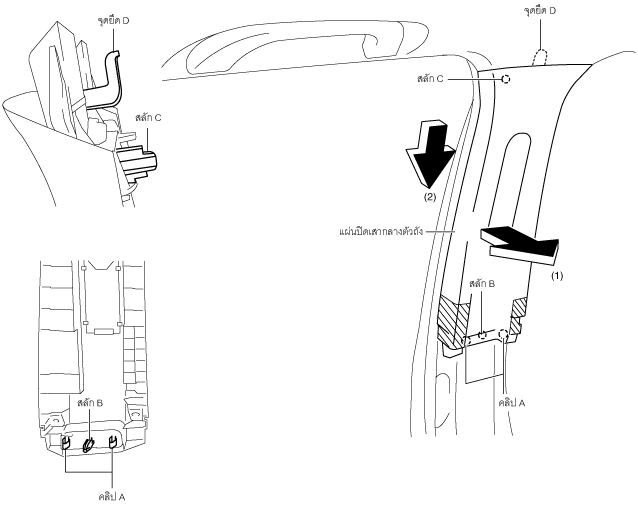 จุดยึด D
สลัก C
จุดยึด D
สลัก C
(2)
แผ่นปิดเสากลางตัวถัง
(1)
สลัก B
คลิป A
สลัก B
คลิป A